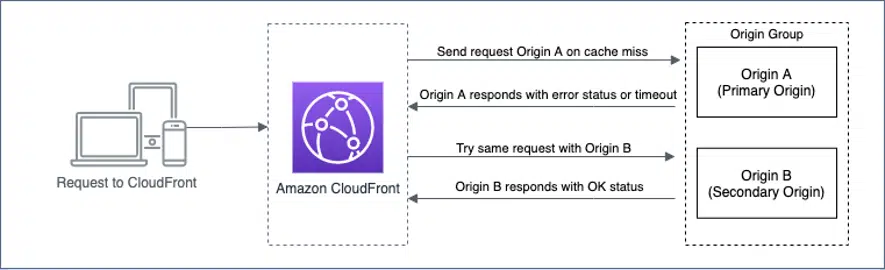 Origin Group
Send request Origin A on cache miss
Origin A
(Primary Origin)
Origin A responds with error status or timeout
Try same request with Origin B
Origin B
(Secondary Origin)
Origin B responds with OK status
Request to CloudFront
Amazon CloudFront